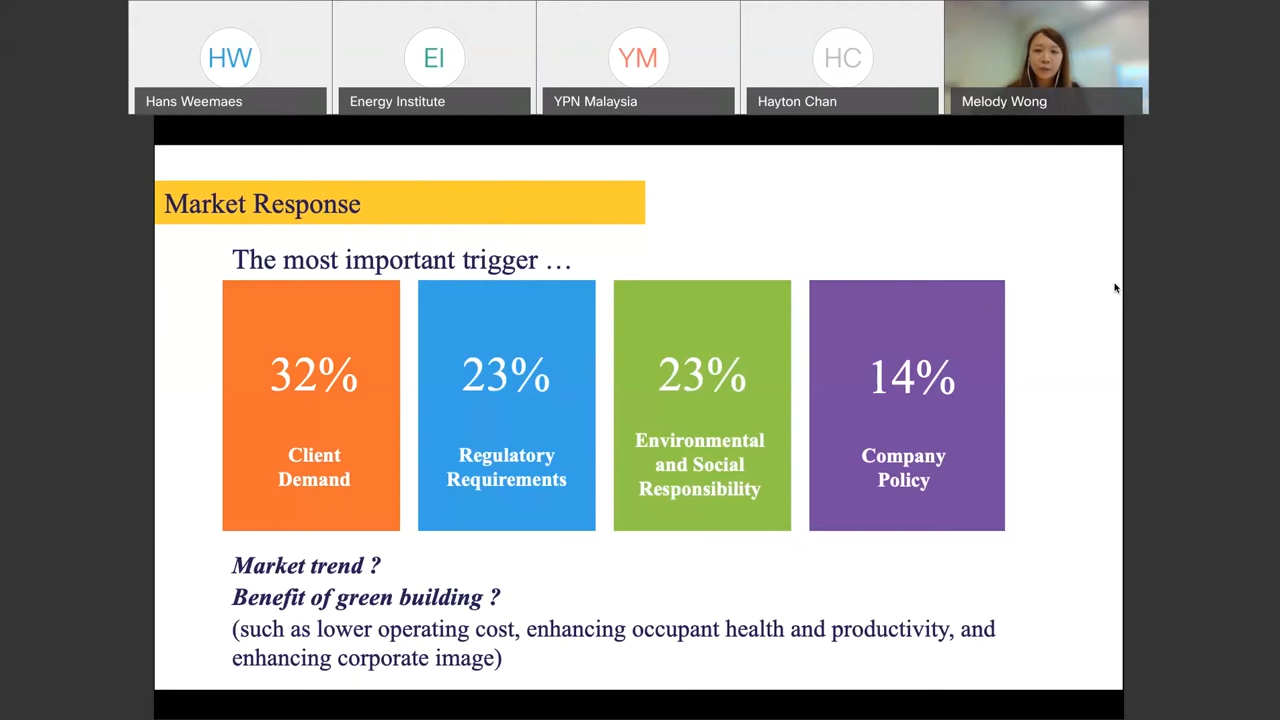 HW
EI
YM
HC
Hans Weemaes
Energy Institute
YPN Malaysia
Hayton Chan
Melody Wong
Market Response
The most important trigger …
32%
Client
Demand
23%
Regulatory
Requirements
23%
Environmental
and Social
Responsibility
14%
Company
Policy
Market trend ?
Benefit of green building ?
(such as lower operating cost, enhancing occupant health and productivity, and
enhancing corporate image)